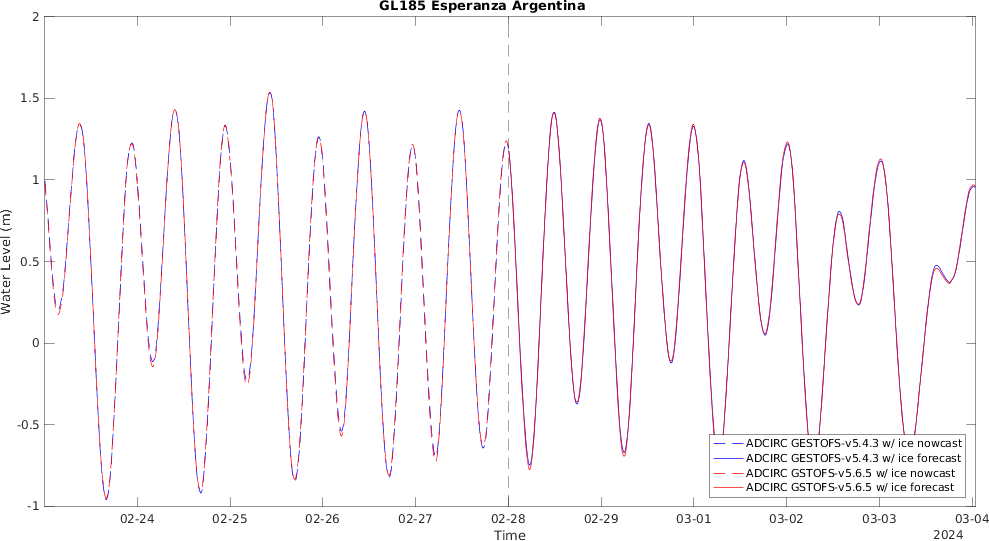 GL185 Esperanza Argentina
2
1.5
1
0.5
0
-0.5
-1
Water Level (m)
ADCIRC GESTOFS-v5.4.3 w/ ice nowcast
ADCIRC GESTOFS-v5.4.3 w/ ice forecast
ADCIRC GSTOFS-v5.6.5 w/ ice nowcast
ADCIRC GSTOFS-v5.6.5 w/ ice forecast
02-24 02-25 02-26 02-27 02-28 02-29 03-01 03-02 03-03 03-04
Time
2024